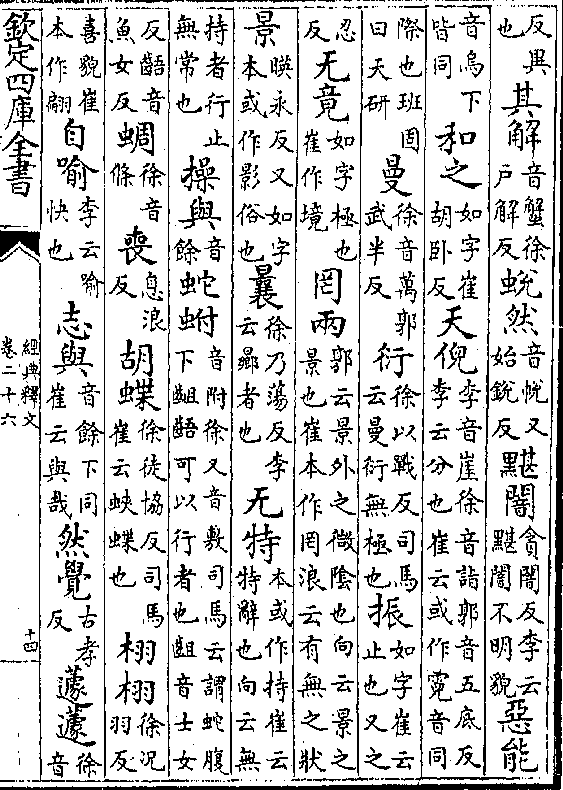 反異也其解音蟹徐户解反蛻然音帨又始銳反黮闇貪闇反李云黮闇不明貌惡能
音烏下皆同和之如字崔胡卧反天倪李音崖徐音詣郭音五底反李云分也崔云或作霓音同
際也班固曰天研曼徐音萬郭武半反衍徐以戰反司馬云曼衍無極也振如字崔云止也又之
忍反无竟如字極也崔作境罔兩郭云景外之微陰也向云景之景也崔本作罔浪云有無之狀
景暎永反又如字本或作影俗也曩徐乃蕩反李云曏者也无特本或作持崔云特辭也向云無
持者行止無常也操與音餘蛇蚹音附徐又音敷司馬云謂蛇腹下齟齬可以行者也齟音士女
反齬音魚女反蜩徐音條喪息浪反胡蝶徐徒協反司馬崔云蛺蝶也栩栩徐况羽反
喜貌崔本作翩自喻李云喻快也志與音餘下同崔云與哉然覺古孝反蘧蘧徐音
欽定四庫全書
經典釋文
卷二十六
十四